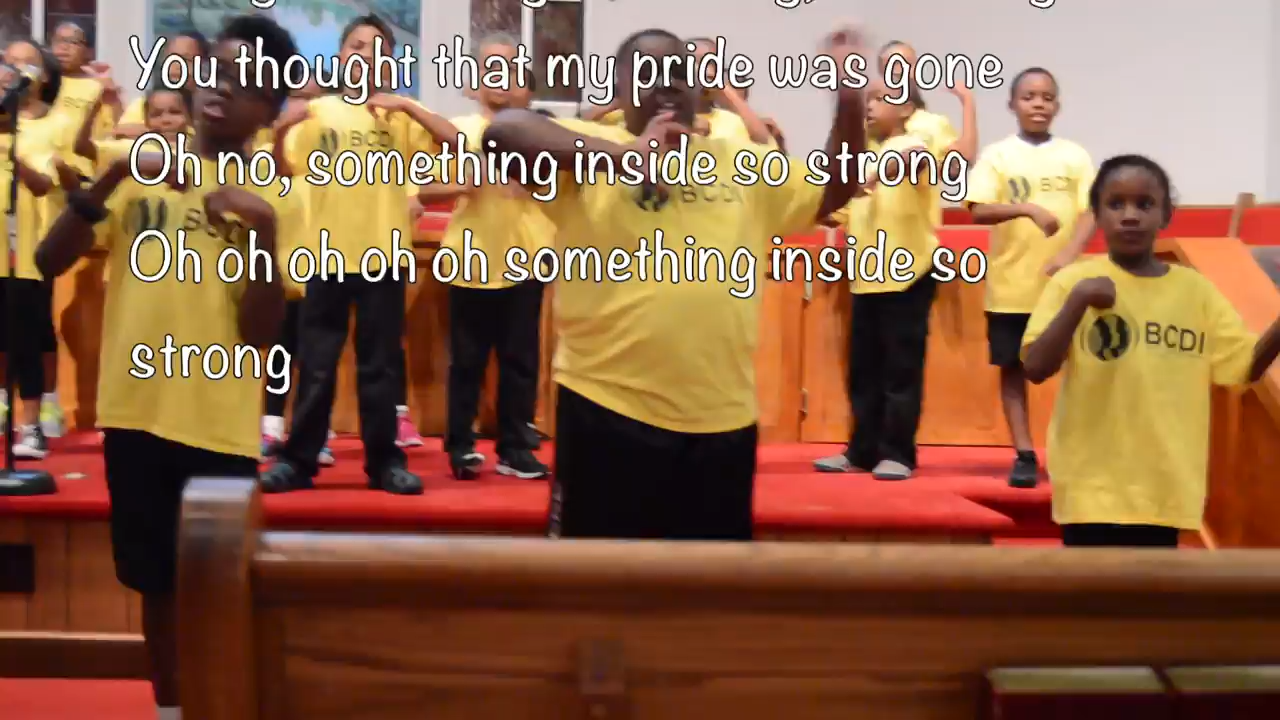 You thought that my pride was gone
Oh no, something inside so strong
Oh oh oh oh oh something inside so
strong
BCDI
BCDI
BCDI
BCDI